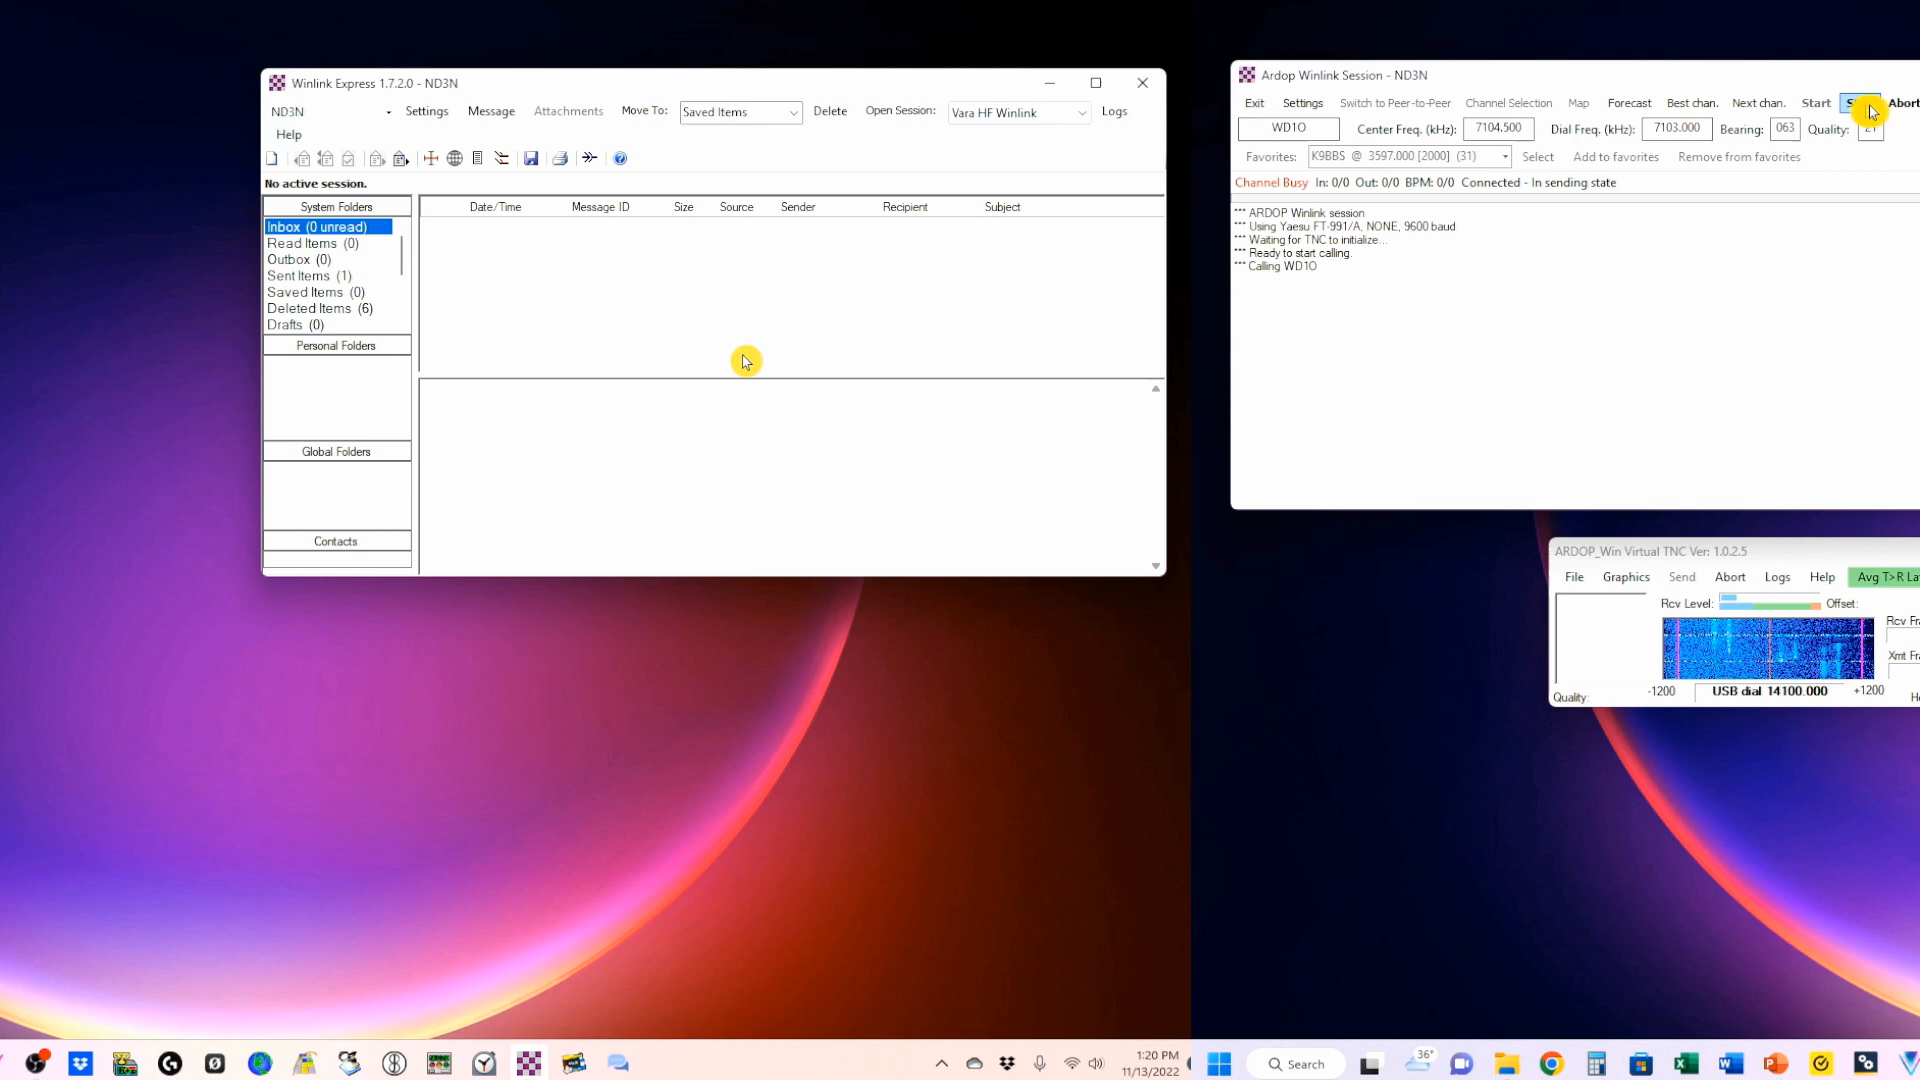 Winlink Express 1.7.2.0 - ND3N
ND3N Settings Message Attachments Move To: Saved Items Delete Open Session: Vara HF Winlink Logs
Help
No active session.
System Folders
Inbox (0 unread)
Read Items (0)
Outbox (0)
Sent Items (1)
Saved Items (0)
Deleted Items (6)
Drafts (0)
Personal Folders
Global Folders
Contacts
Date/Time Message ID Size Source Sender Recipient Subject
Ardop Winlink Session - ND3N
Exit Settings Switch to Peer-to-Peer Channel Selection Map Forecast Best chan. Next chan. Start Abort
WD1O Center Freq. (kHz): 7104.500 Dial Freq. (kHz): 7103.000 Bearing: 063 Quality:
Favorites: K9BBS @ 3597.000 [2000] (31) Select Add to favorites Remove from favorites
Channel Busy In: 0/0 Out: 0/0 BPM: 0/0 Connected - In sending state
*** ARDOP Winlink session
*** Using Yaesu FT-991/A, NONE, 9600 baud
*** Waiting for TNC to initialize...
*** Ready to start calling.
*** Calling WD1O
ARDOP_Win Virtual TNC Ver: 1.0.2.5
File Graphics Send Abort Logs Help Avg T>R La
Rcv Level: Offset:
Rcv Fr
Xmt Fr
Quality: -1200 USB dial 14100.000 +1200 He
1:20 PM
11/13/2022
Search
36°